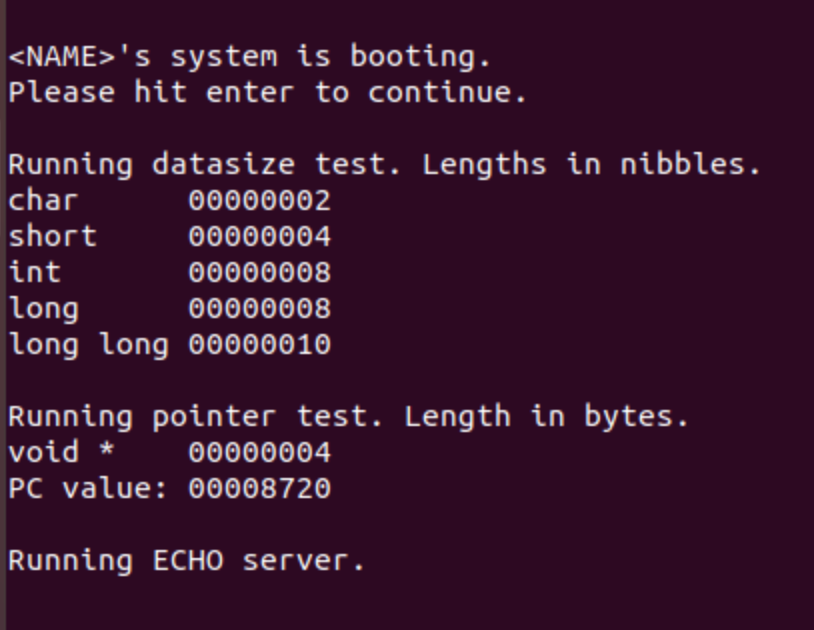 <NAME>'s system is booting.
Please hit enter to continue.
Running datasize test. Lengths in nibbles.
char 00000002
short 00000004
int 00000008
long 00000008
long long 00000010
Running pointer test. Length in bytes.
void * 00000004
PC value: 00008720
Running ECHO server.